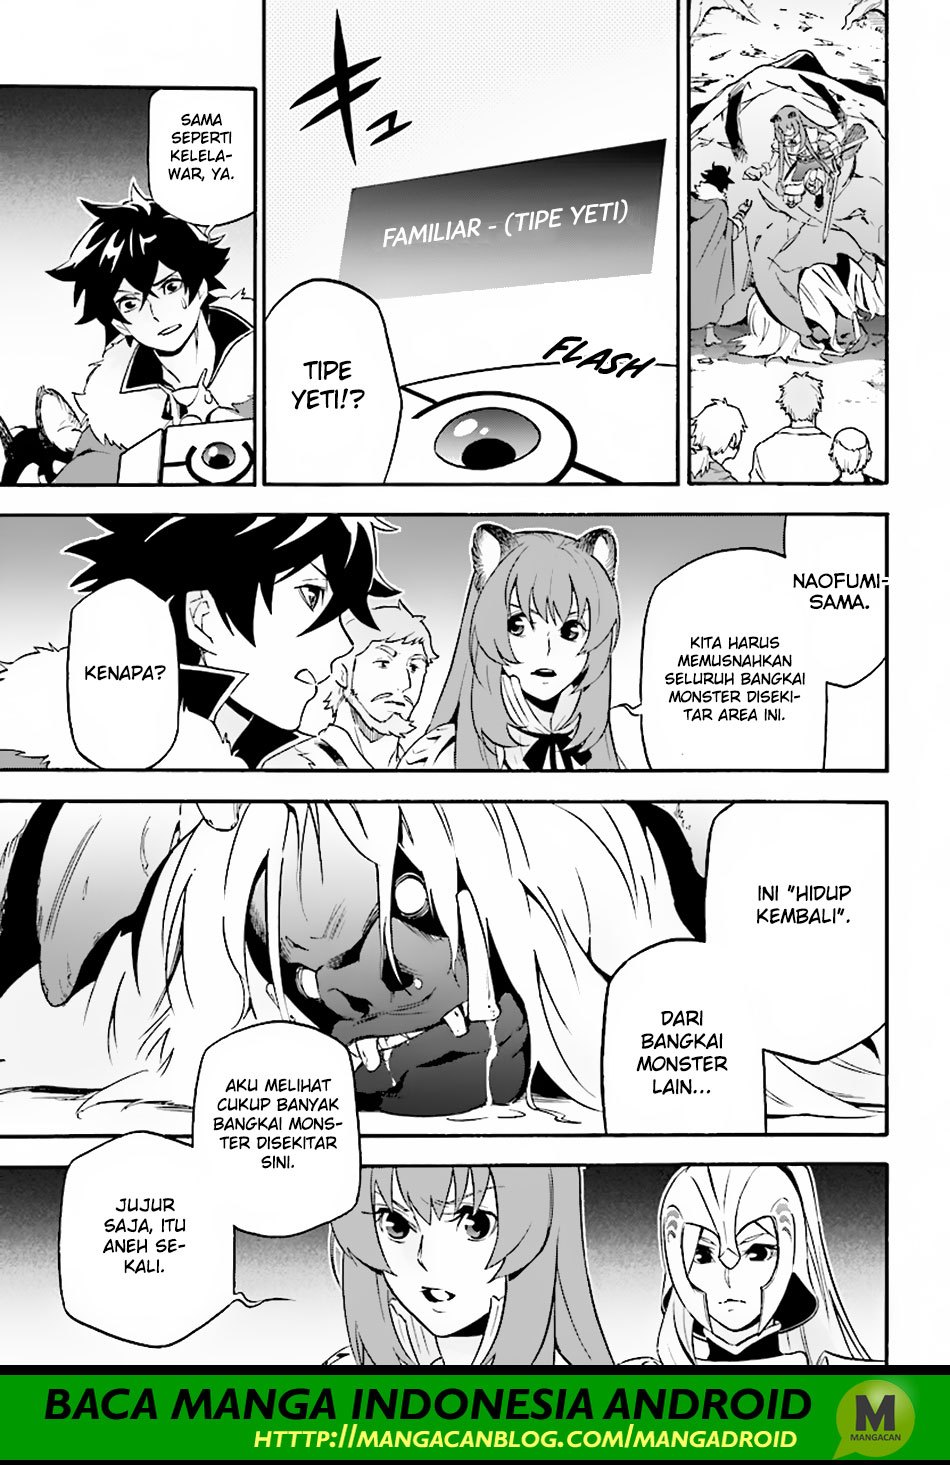 キュ
FAMILIAR - (TIPE YETI)
FLASH
TIPE
YETI!?
SAMA
SEPERTI
KELELA-
WAR, YA.
NAOFUMI-
SAMA.
KITA HARUS
MEMUSNAHKAN
SELURUH BANGKAI
MONSTER DISEKI-
TAR AREA INI.
KENAPA?
INI "HIDUP
KEMBALI".
DARI
BANGKAI
MONSTER
LAIN...
AKU MELIHAT
CUKUP BANYAK
BANGKAI MONS-
TER DISEKITAR
SINI.
JUJUR
SAJA, ITU
ANEH SE-
KALI.
BACA MANGA INDONESIA ANDROID
HTTTP://MANGACANBLOG.COM/MANGADROID
M
MANGACAN